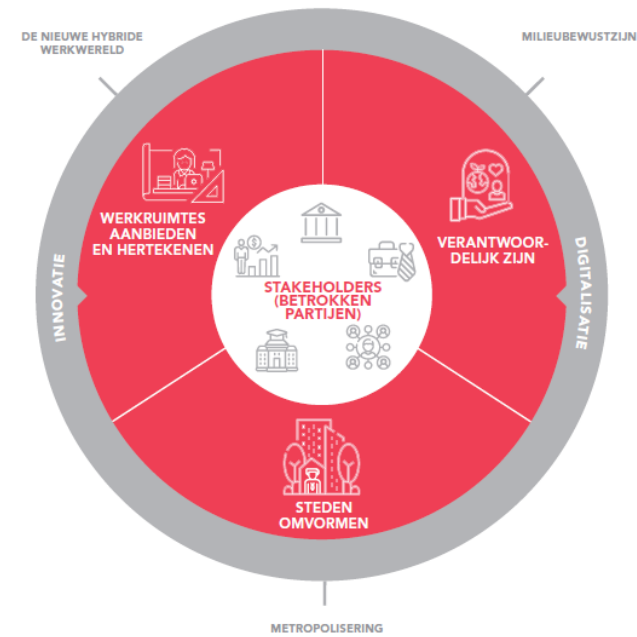 DE NIEUWE HYBRIDE
WERKWERELD
MILIEUBEWUSTZIJN
WERKRUIMTES
AANBIEDEN
EN HERTEKENEN
VERANTWOOR-
DELIJK ZIJN
INNOVATIE
STAKEHOLDERS
(BETROKKEN
PARTIJEN)
DIGITALISATIE
STEDEN
OMVORMEN
METROPOLISERING